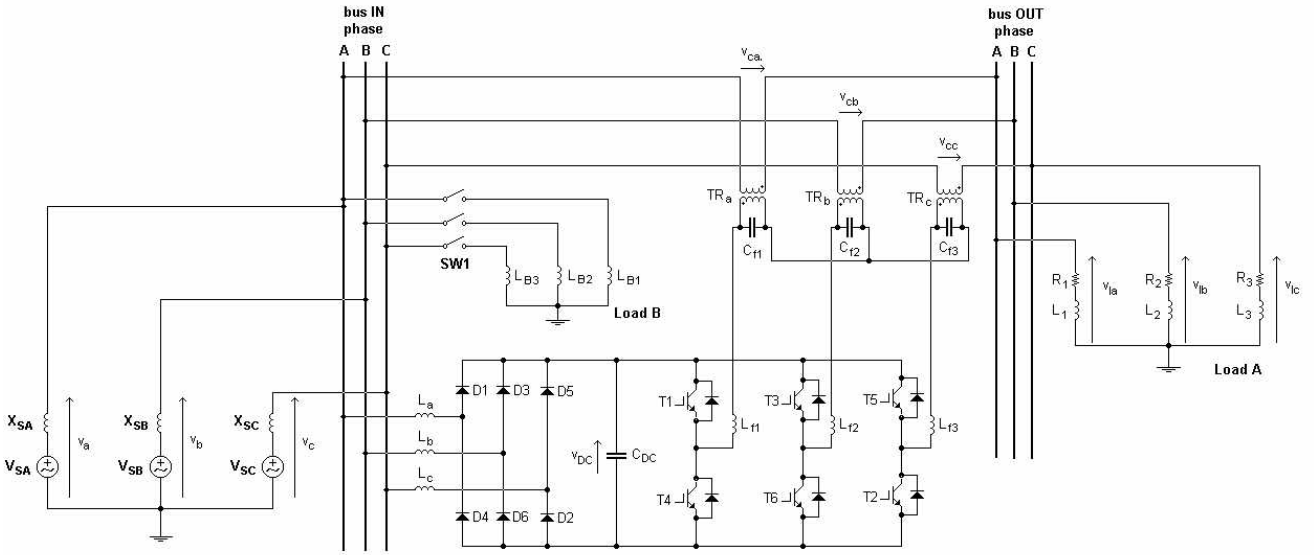 bus IN
phase
A B C
bus OUT
phase
A B C
v_ca.
v_cb
v_cc
TR_a
TR_b
TR_c
C_f1
C_f2
C_f3
SW1
L_B3
L_B2
L_B1
Load B
R_1
L_1
v_la
R_2
L_2
v_lb
R_3
L_3
v_lc
Load A
X_SA
V_SA
v_a
X_SB
V_SB
v_b
X_SC
V_SC
v_c
L_a
L_b
L_c
D1
D3
D5
D4
D6
D2
v_DC
C_DC
T1
T3
T5
L_f1
L_f2
L_f3
T4
T6
T2